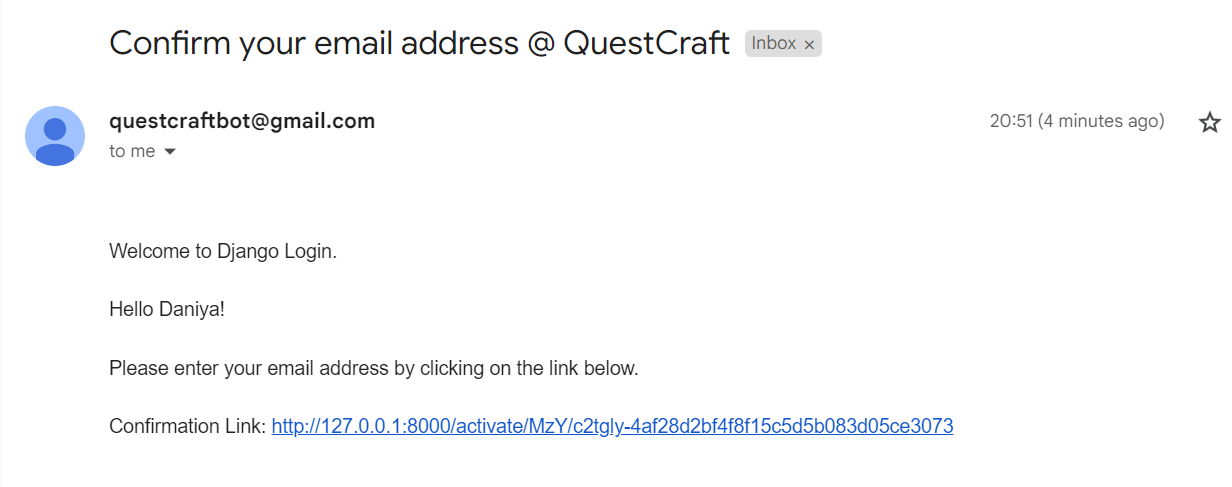 Confirm your email address @ QuestCraft Inbox ×
questcraftbot@gmail.com 20:51 (4 minutes ago)
to me
Welcome to Django Login.
Hello Daniya!
Please enter your email address by clicking on the link below.
Confirmation Link: http://127.0.0.1:8000/activate/MzY/c2tgly-4af28d2bf4f8f15c5d5b083d05ce3073